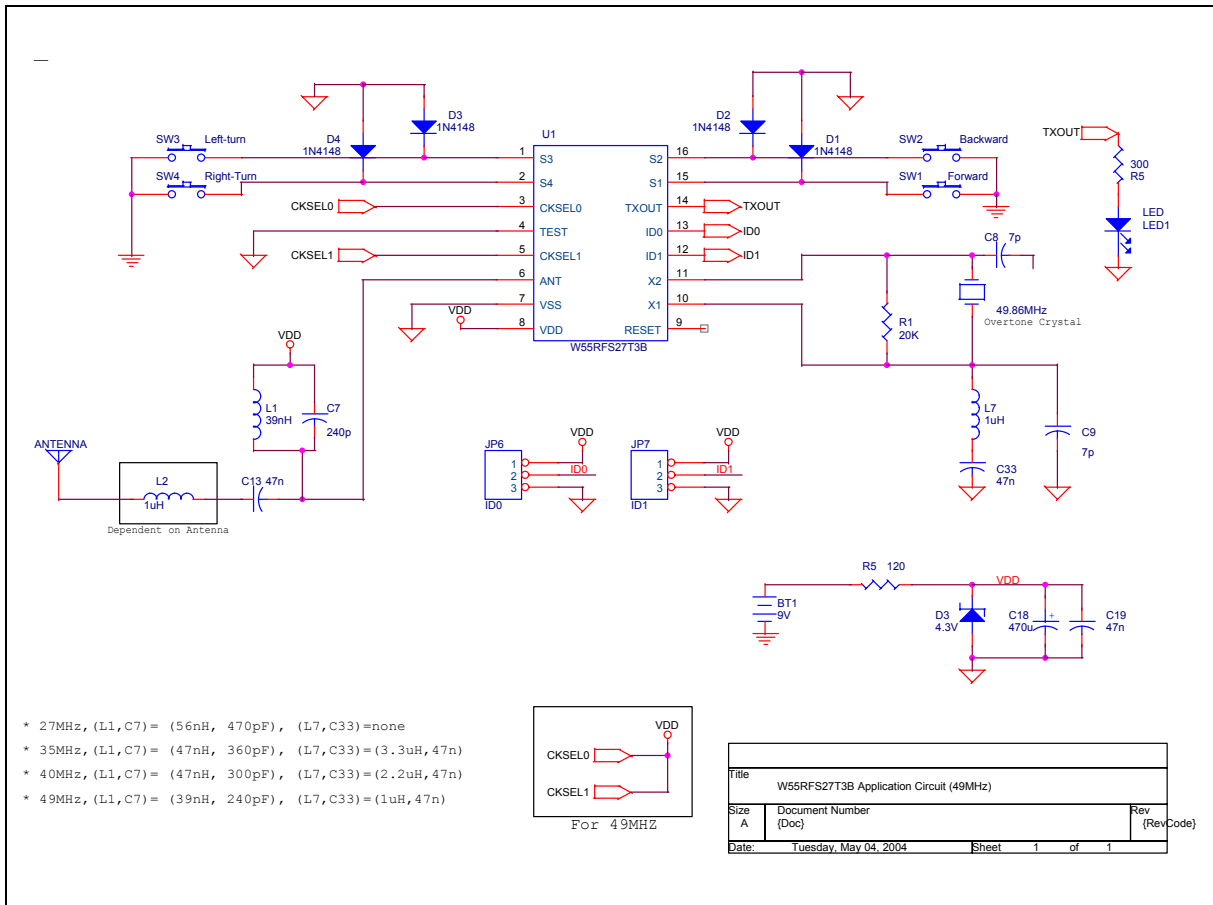 D3
1N4148
D4
1N4148
SW3 Left-turn
SW4 Right-Turn
U1
W55RFS27T3B
1 S3
2 S4
3 CKSEL0
4 TEST
5 CKSEL1
6 ANT
7 VSS
8 VDD
16 S2
15 S1
14 TXOUT
13 ID0
12 ID1
11 X2
10 X1
9 RESET
CKSEL0
CKSEL1
VDD
D2
1N4148
D1
1N4148
SW2 Backward
SW1 Forward
TXOUT
ID0
ID1
TXOUT
300
R5
LED
LED1
C8 7p
49.86MHz
Overtone Crystal
R1
20K
L7
1uH
C33
47n
C9
7p
VDD
L1
39nH
C7
240p
ANTENNA
L2
1uH
C13 47n
Dependent on Antenna
JP6
1
2
3
ID0
VDD
ID0
JP7
1
2
3
ID1
VDD
ID1
R5 120
BT1
9V
VDD
D3
4.3V
C18
470u
+
C19
47n
* 27MHz,(L1,C7)= (56nH, 470pF), (L7,C33)=none
* 35MHz,(L1,C7)= (47nH, 360pF), (L7,C33)=(3.3uH,47n)
* 40MHz,(L1,C7)= (47nH, 300pF), (L7,C33)=(2.2uH,47n)
* 49MHz,(L1,C7)= (39nH, 240pF), (L7,C33)=(1uH,47n)
VDD
CKSEL0
CKSEL1
For 49MHZ
Title
W55RFS27T3B Application Circuit (49MHz)
Size Document Number Rev
A {Doc} {RevCode}
Date: Tuesday, May 04, 2004 Sheet 1 of 1